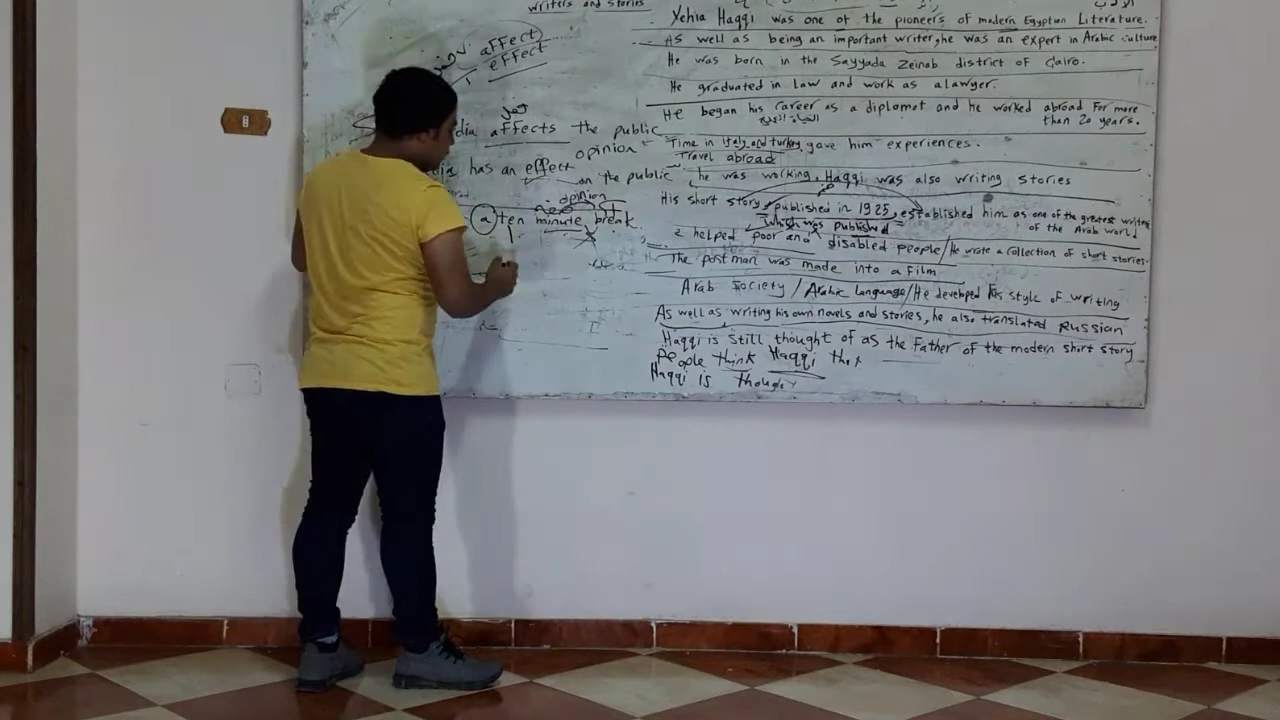 writers and stories
affect
effect
affects the public
opinion
has an effect
on the public
opinion
a ten minute break
Yehia Haqqi was one of the pioneers of modern Egyptian Literature.
As well as being an important writer, he was an expert in Arabic culture
He was born in the Sayyada Zeinab district of Cairo.
He graduated in Law and work as a lawyer.
He began his career as a diplomat and he worked abroad for more
than 20 years.
Time in Italy and turkey gave him experiences.
Travel abroad
he was working, Haqqi was also writing stories
His short story, published in 1925, established him as one of the greatest writers
of the Arab world
which was published
helped poor and disabled people / He wrote a collection of short stories.
The postman was made into a film
Arab society / Arabic Language / He developed his style of writing
As well as writing his own novels and stories, he also translated Russian
Haqqi is still thought of as the Father of the modern short story
People think Haqqi that
Haqqi is though